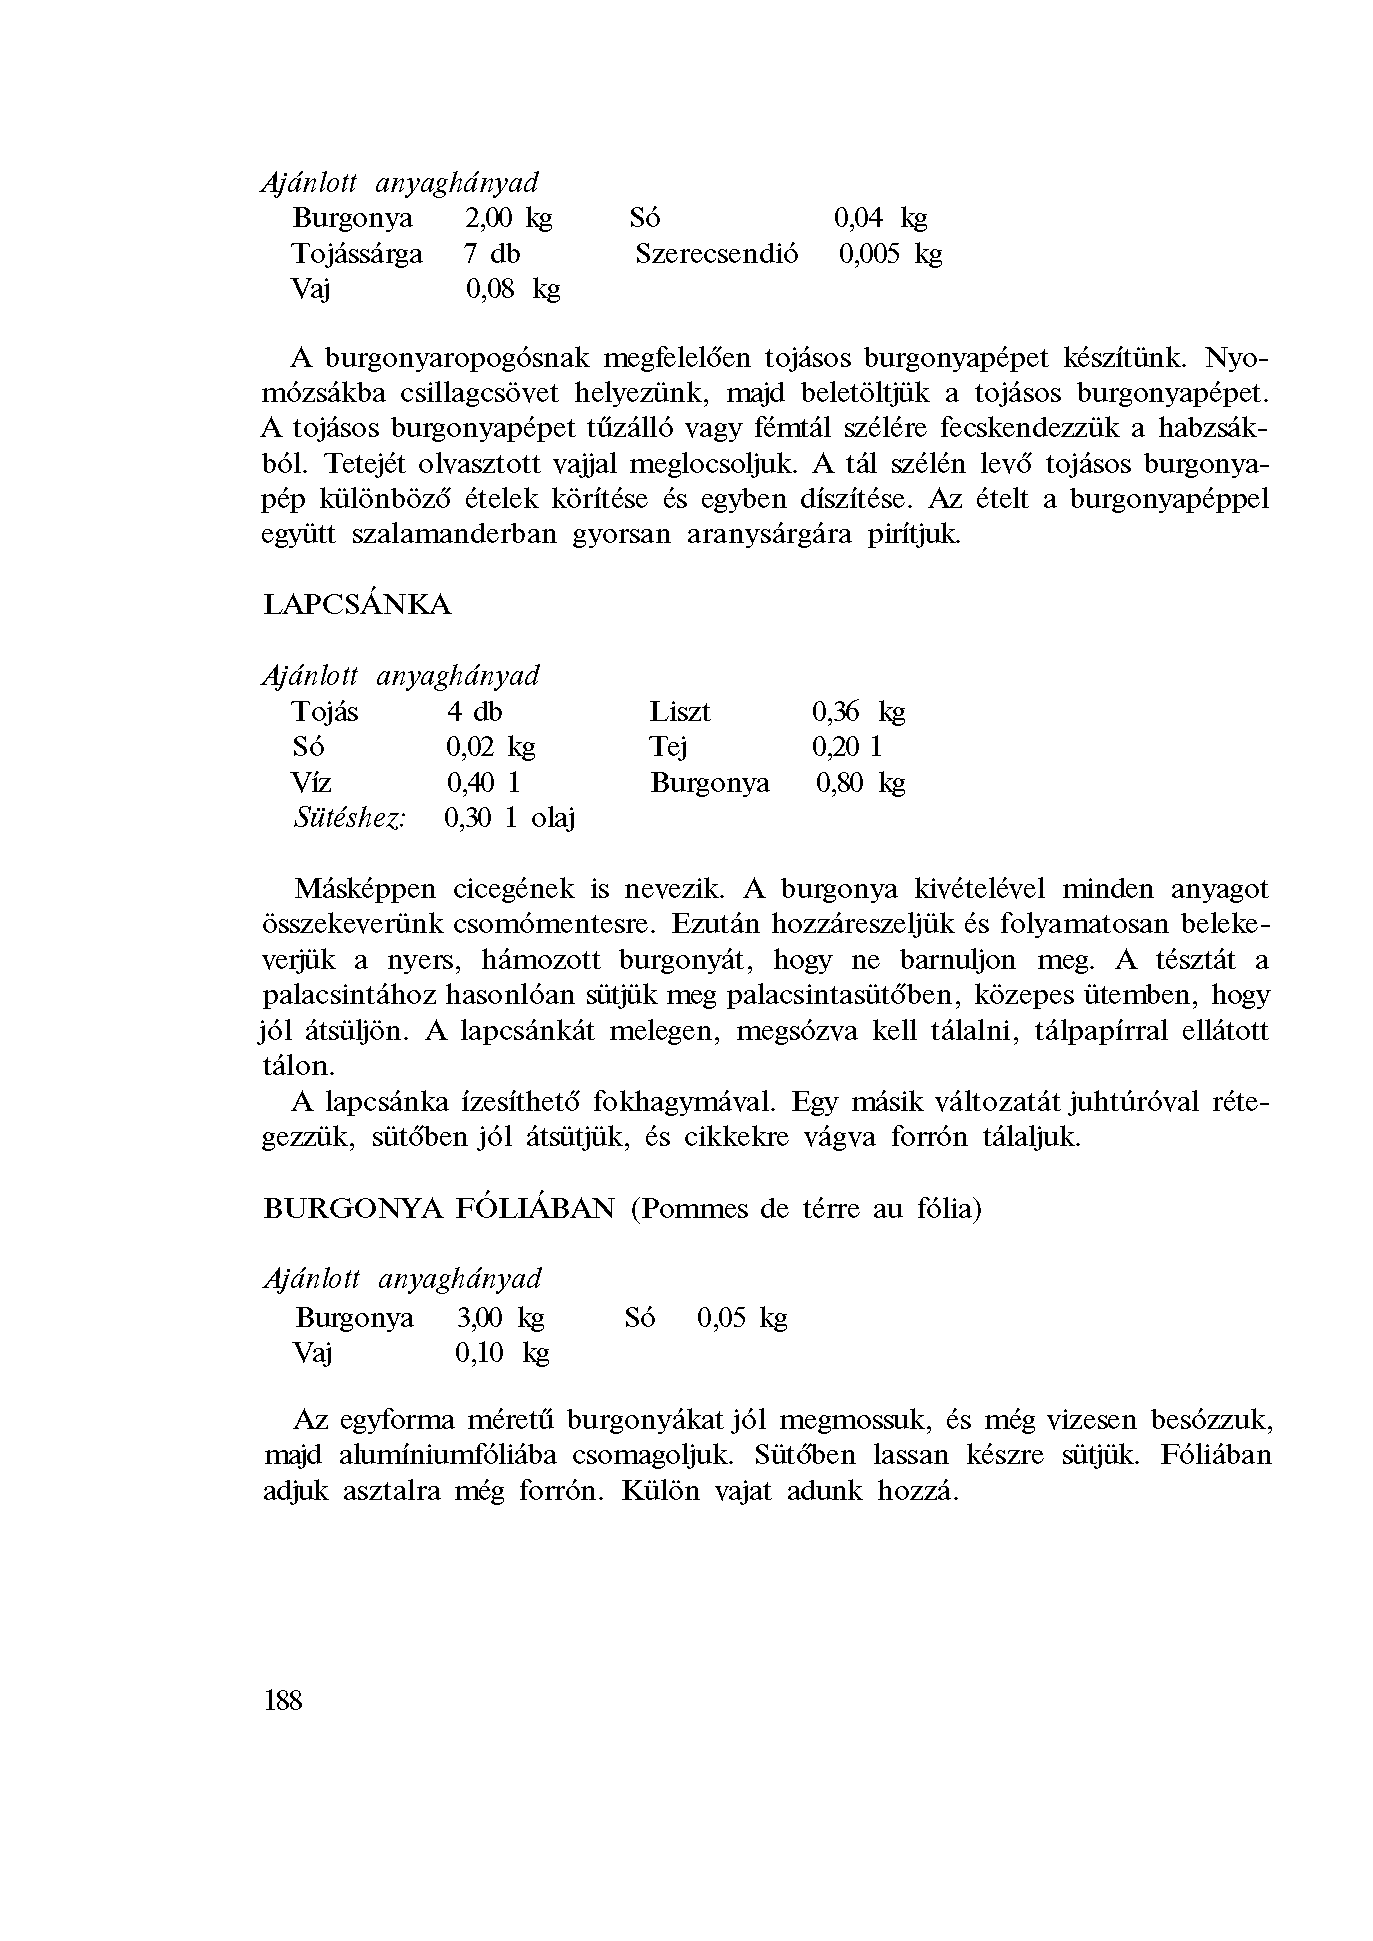 Ajánlott anyaghányad
Burgonya 2,00 kg Só 0,04 kg
Tojássárga 7 db Szerecsendió 0,005 kg
Vaj 0,08 kg
A burgonyaropogósnak megfelelően tojásos burgonyapépet készítünk. Nyo-
mózsákba csillagcsövet helyezünk, majd beletöltjük a tojásos burgonyapépet.
A tojásos burgonyapépet tűzálló vagy fémtál szélére fecskendezzük a habzsák-
ból. Tetejét olvasztott vajjal meglocsoljuk. A tál szélén levő tojásos burgonya-
pép különböző ételek körítése és egyben díszítése. Az ételt a burgonyapéppel
együtt szalamanderban gyorsan aranysárgára pirítjuk.
LAPCSÁNKA
Ajánlott anyaghányad
Tojás 4 db Liszt 0,36 kg
Só 0,02 kg Tej 0,20 l
Víz 0,40 l Burgonya 0,80 kg
Sütéshez: 0,30 l olaj
Másképpen cicegének is nevezik. A burgonya kivételével minden anyagot
összekeverünk csomómentesre. Ezután hozzáreszeljük és folyamatosan beleke-
verjük a nyers, hámozott burgonyát, hogy ne barnuljon meg. A tésztát a
palacsintához hasonlóan sütjük meg palacsintasütőben, közepes ütemben, hogy
jól átsüljön. A lapcsánkát melegen, megsózva kell tálalni, tálpapírral ellátott
tálon.
A lapcsánka ízesíthető fokhagymával. Egy másik változatát juhtúróval réte-
gezzük, sütőben jól átsütjük, és cikkekre vágva forrón tálaljuk.
BURGONYA FÓLIÁBAN (Pommes de térre au fólia)
Ajánlott anyaghányad
Burgonya 3,00 kg Só 0,05 kg
Vaj 0,10 kg
Az egyforma méretű burgonyákat jól megmossuk, és még vizesen besózzuk,
majd alumíniumfóliába csomagoljuk. Sütőben lassan készre sütjük. Fóliában
adjuk asztalra még forrón. Külön vajat adunk hozzá.
188